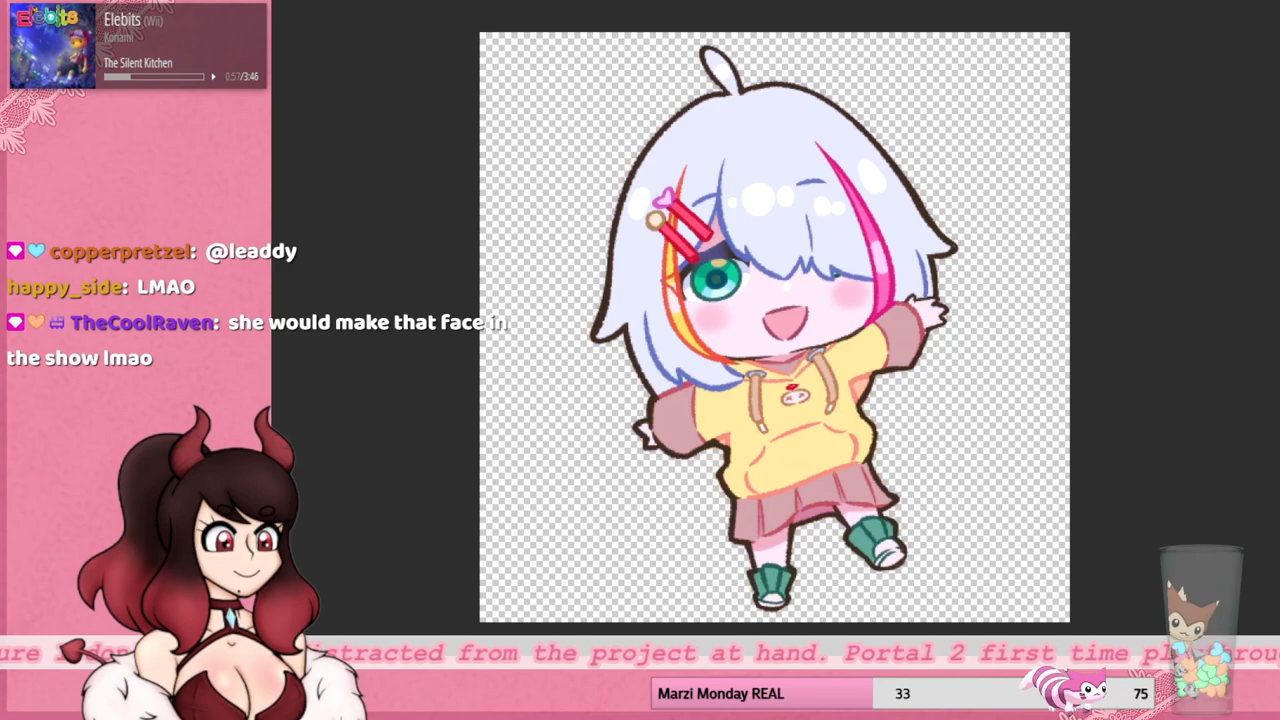 Elebits
Elebits (Wii)
Konami
The Silent Kitchen
0:57/3:46
copperpretzel: @leaddy
happy_side: LMAO
TheCoolRaven: she would make that face in
the show lmao
distracted from the project at hand. Portal 2 first time
Marzi Monday REAL 33 75